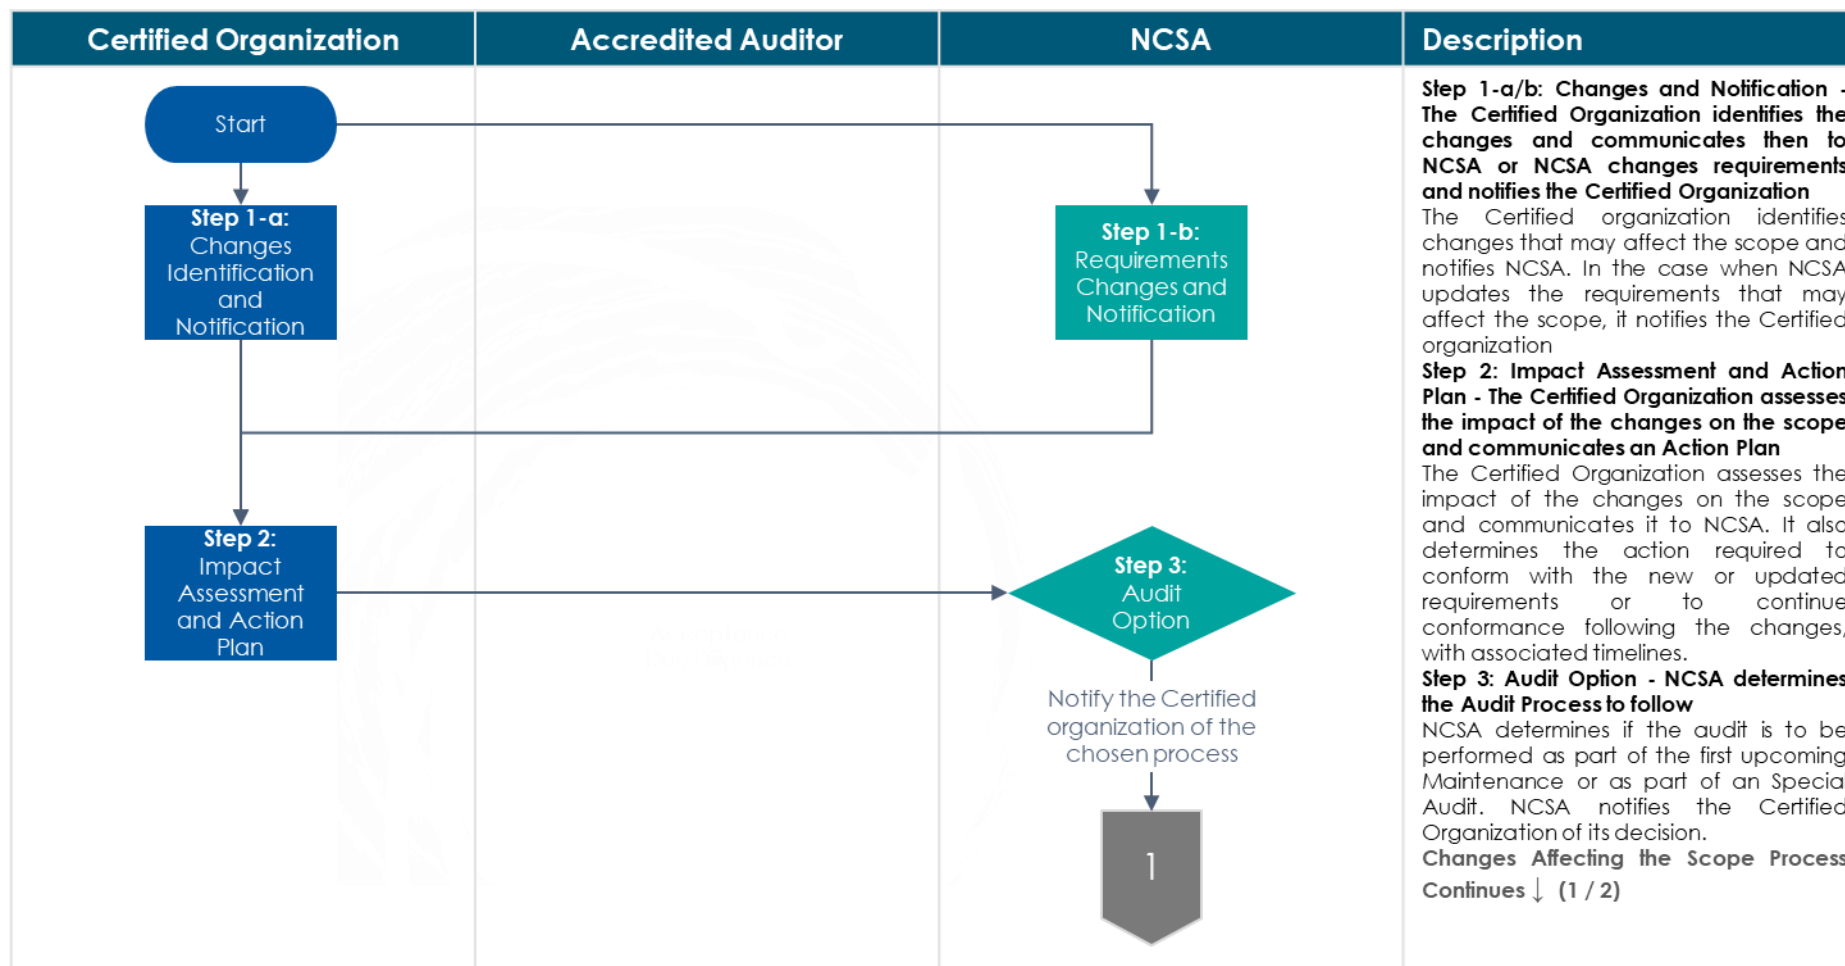 Certified Organization
Accredited Auditor
NCSA
Description
Start
Step 1-a:
Changes
Identification
and
Notification
Step 1-b:
Requirements
Changes and
Notification
Step 2:
Impact
Assessment
and Action
Plan
Step 3:
Audit
Option
Notify the Certified
organization of the
chosen process
1
Step 1-a/b: Changes and Notification -
The Certified Organization identifies the
changes and communicates then to
NCSA or NCSA changes requirements
and notifies the Certified Organization
The Certified organization identifies
changes that may affect the scope and
notifies NCSA. In the case when NCSA
updates the requirements that may
affect the scope, it notifies the Certified
organization
Step 2: Impact Assessment and Action
Plan - The Certified Organization assesses
the impact of the changes on the scope
and communicates an Action Plan
The Certified Organization assesses the
impact of the changes on the scope
and communicates it to NCSA. It also
determines the action required to
conform with the new or updated
requirements or to continue
conformance following the changes,
with associated timelines.
Step 3: Audit Option - NCSA determines
the Audit Process to follow
NCSA determines if the audit is to be
performed as part of the first upcoming
Maintenance or as part of an Special
Audit. NCSA notifies the Certified
Organization of its decision.
Changes Affecting the Scope Process
Continues ↓ (1 / 2)